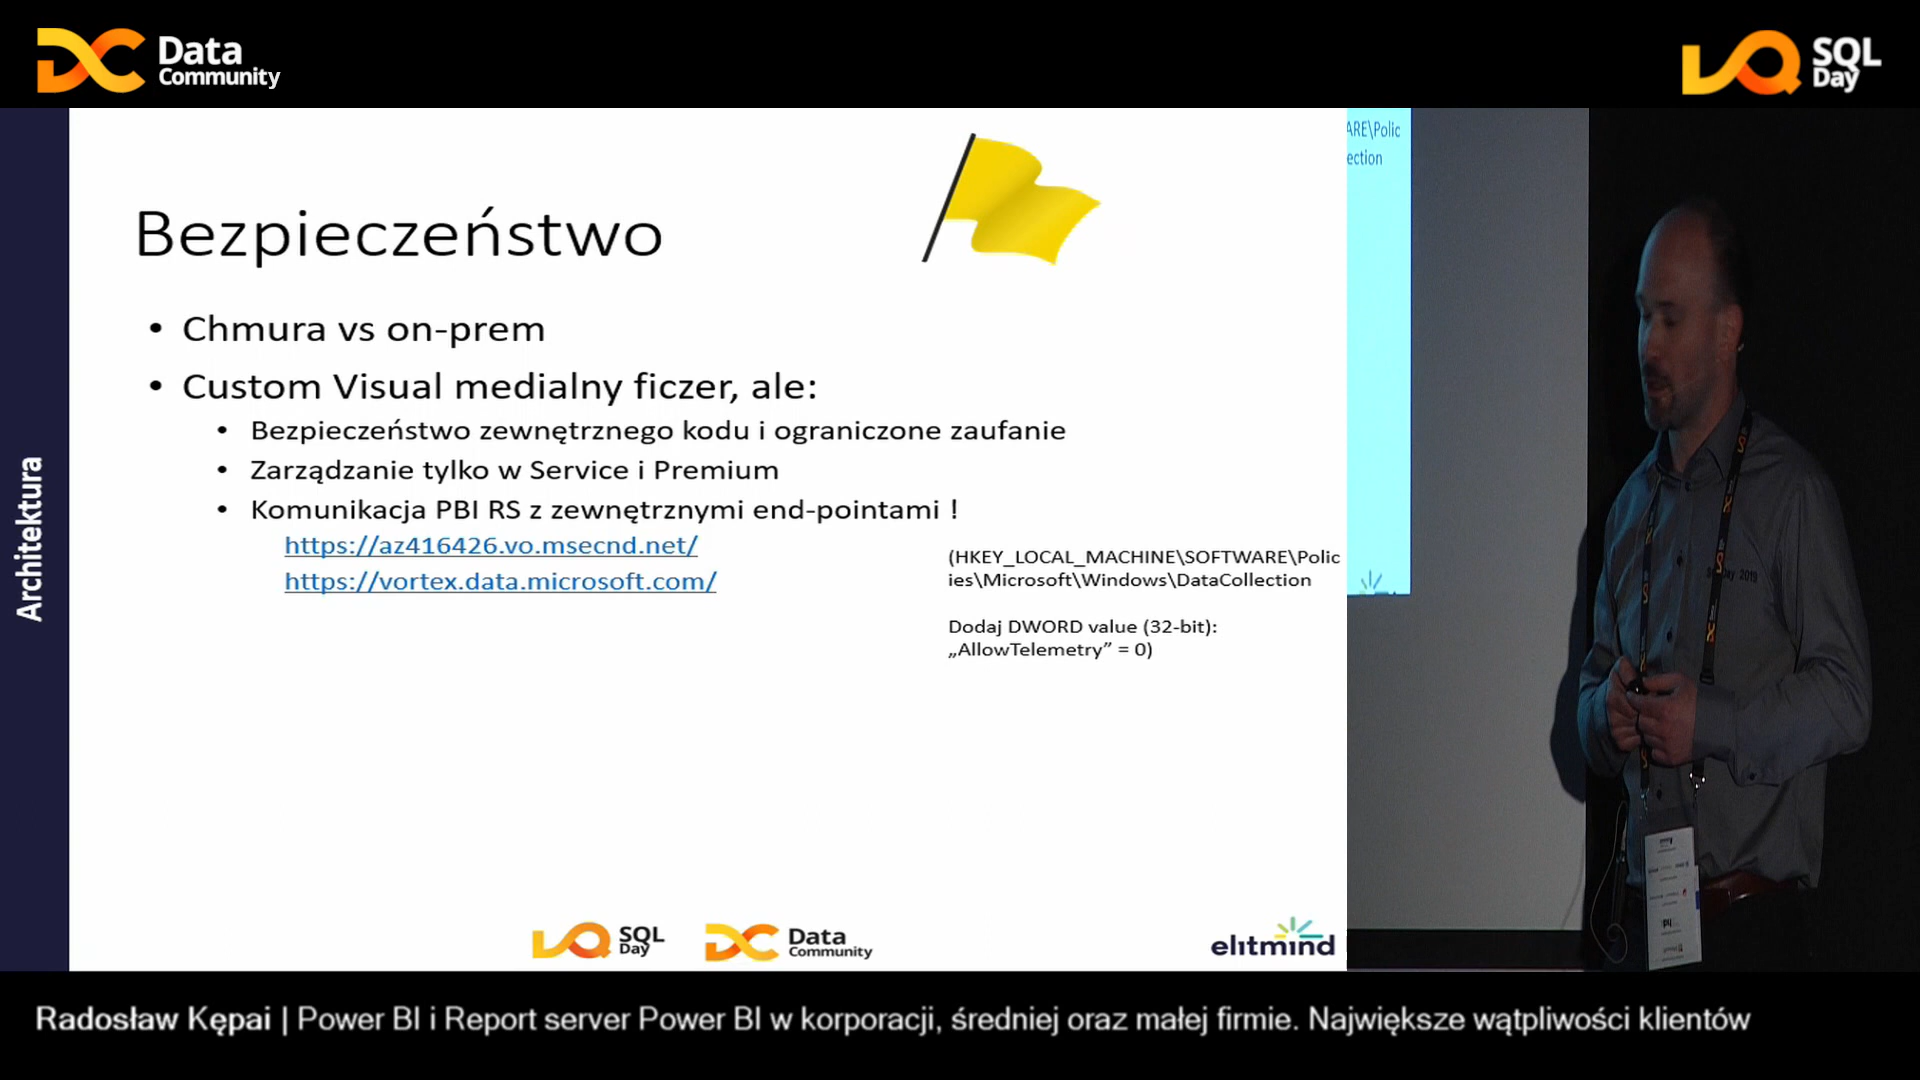 Data
Community
SQL
Day
ARE\Polic
ection
Architektura
Bezpieczeństwo
• Chmura vs on-prem
• Custom Visual medialny ficzer, ale:
• Bezpieczeństwo zewnętrznego kodu i ograniczone zaufanie
• Zarządzanie tylko w Service i Premium
• Komunikacja PBI RS z zewnętrznymi end-pointami !
https://az416426.vo.msecnd.net/
https://vortex.data.microsoft.com/
(HKEY_LOCAL_MACHINE\SOFTWARE\Polic
ies\Microsoft\Windows\DataCollection
Dodaj DWORD value (32-bit):
„AllowTelemetry” = 0)
SQL
Day
Data
Community
elitmind
Radosław Kępai | Power BI i Report server Power BI w korporacji, średniej oraz małej firmie. Największe wątpliwości klientów